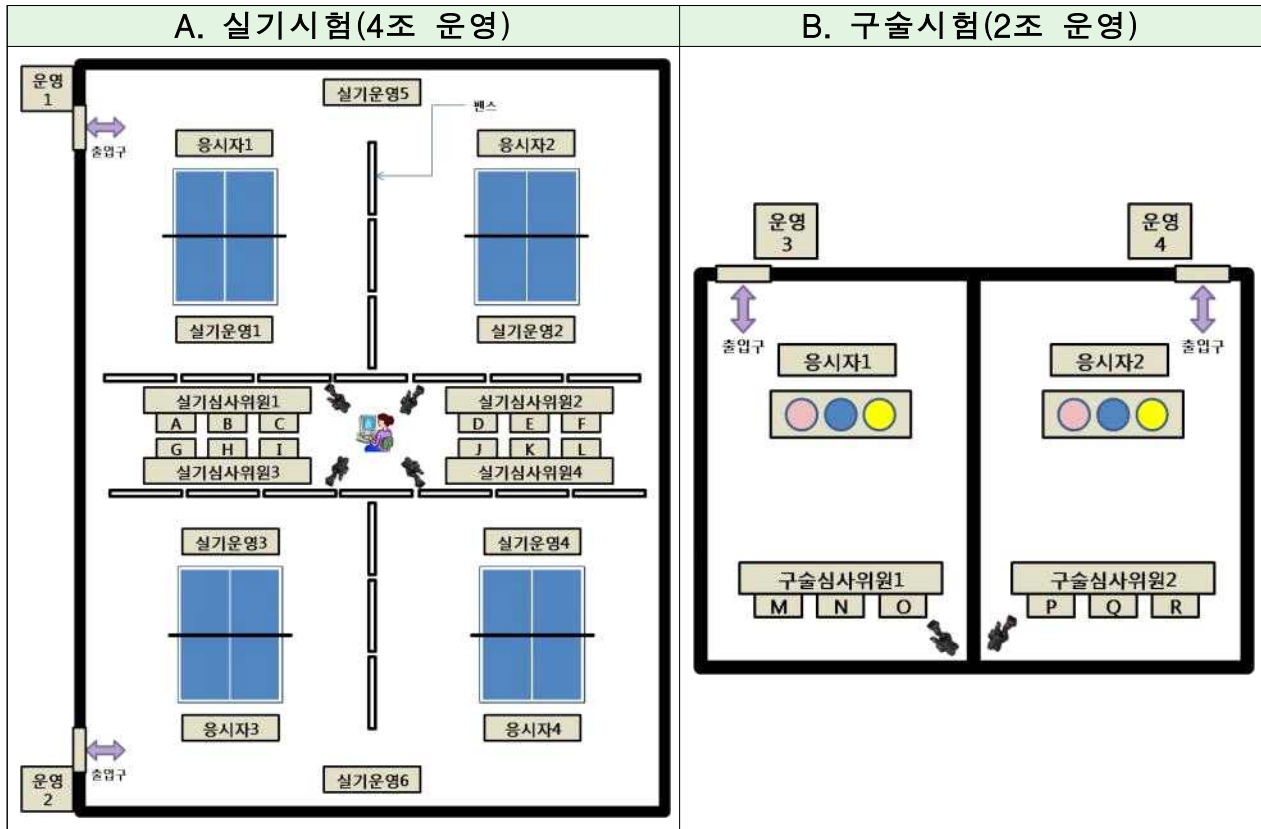 A. 실기시험(4조 운영)
운영
1
출입구
실기운영5
펜스
응시자1
응시자2
실기운영1
실기운영2
실기심사위원1
A B C
G H I
실기심사위원3
실기심사위원2
D E F
J K L
실기심사위원4
실기운영3
실기운영4
응시자3
응시자4
출입구
운영
2
실기운영6
B. 구술시험(2조 운영)
운영
3
운영
4
출입구
출입구
응시자1
응시자2
구술심사위원1
M N O
구술심사위원2
P Q R